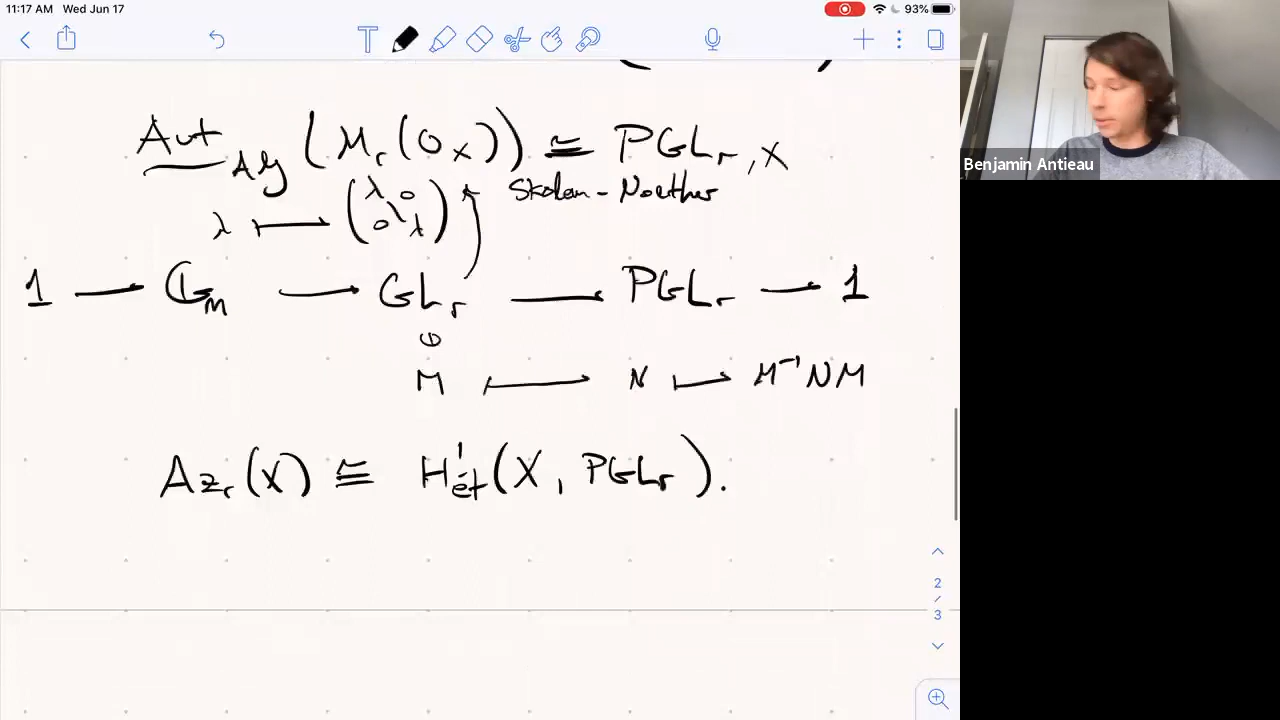 11:17 AM Wed Jun 17
93%
Aut_Alg (M_r(O_X)) ≅ PGL_r,X
Skolem-Noether
λ ↦ (λ 0 0 λ)
1 → G_m → GL_r → PGL_r → 1
M ↦ N ↦ M⁻¹NM
Az_r(X) ≅ H¹_ét(X, PGL_r).
2
/
3
Benjamin Antieau